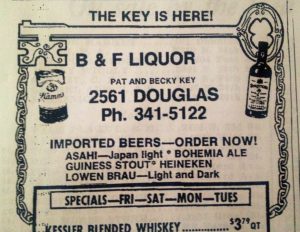 THE KEY IS HERE!
B & F LIQUOR
PAT AND BECKY KEY
2561 DOUGLAS
Ph. 341-5122
Hamms
IMPORTED BEERS—ORDER NOW!
ASAHI—Japan light * BOHEMIA ALE
GUINESS STOUT * HEINEKEN
LOWEN BRAU—Light and Dark
SPECIALS—FRI—SAT—MON—TUES
KESSLER BLENDED WHISKEY ........ $3.79 QT